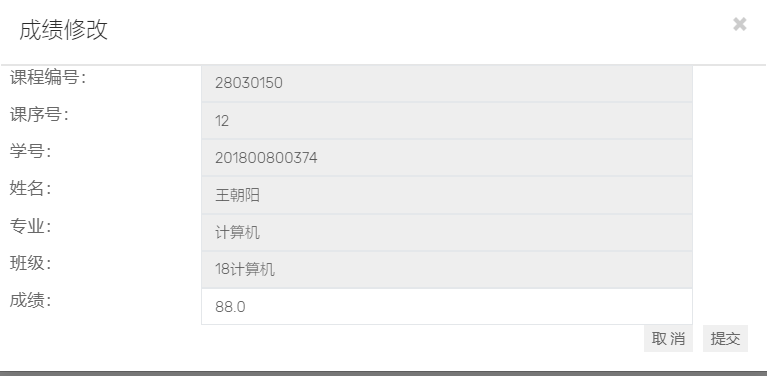 成绩修改
课程编号： 28030150
课序号： 12
学号： 201800800374
姓名： 王朝阳
专业： 计算机
班级： 18计算机
成绩： 88.0
取消 提交